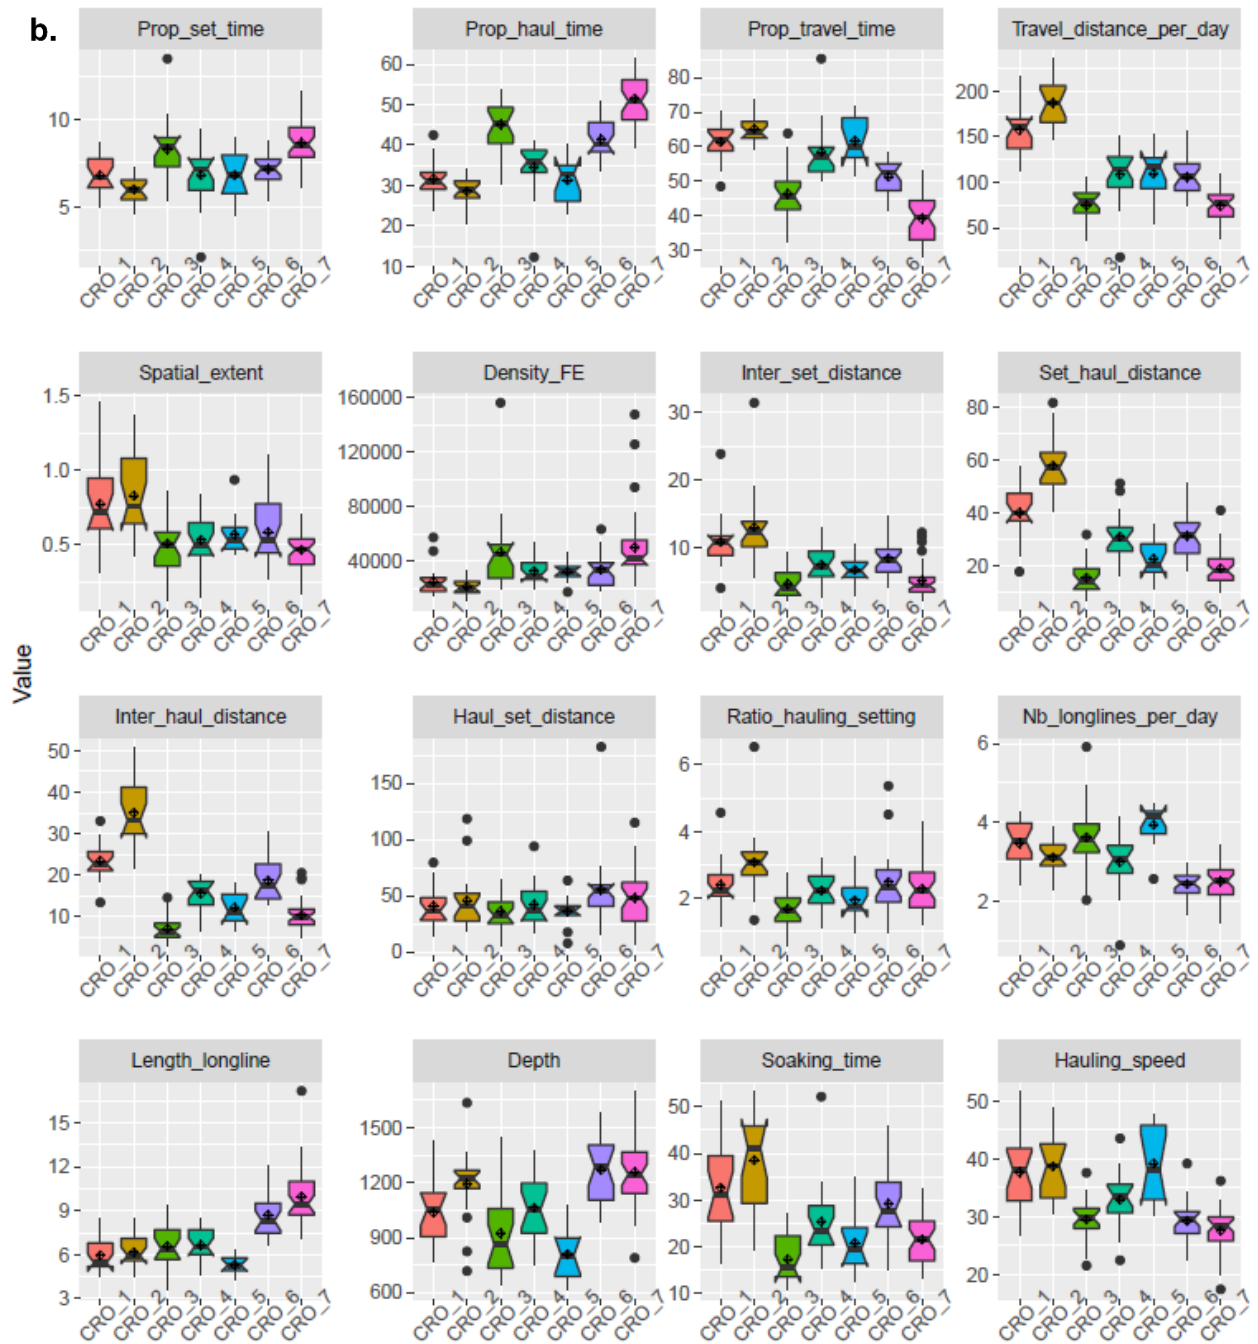 b.
Prop_set_time Prop_haul_time Prop_travel_time Travel_distance_per_day
10
5
60
50
40
30
20
10
80
70
60
50
40
30
200
150
100
50
CRO_1 CRO_2 CRO_3 CRO_4 CRO_5 CRO_6 CRO_7
CRO_1 CRO_2 CRO_3 CRO_4 CRO_5 CRO_6 CRO_7
CRO_1 CRO_2 CRO_3 CRO_4 CRO_5 CRO_6 CRO_7
CRO_1 CRO_2 CRO_3 CRO_4 CRO_5 CRO_6 CRO_7
Spatial_extent Density_FE Inter_set_distance Set_haul_distance
1.5
1.0
0.5
160000
120000
80000
40000
30
20
10
80
60
40
20
CRO_1 CRO_2 CRO_3 CRO_4 CRO_5 CRO_6 CRO_7
CRO_1 CRO_2 CRO_3 CRO_4 CRO_5 CRO_6 CRO_7
CRO_1 CRO_2 CRO_3 CRO_4 CRO_5 CRO_6 CRO_7
CRO_1 CRO_2 CRO_3 CRO_4 CRO_5 CRO_6 CRO_7
Value
Inter_haul_distance Haul_set_distance Ratio_hauling_setting Nb_longlines_per_day
50
40
30
20
10
150
100
50
0
6
4
2
6
4
2
CRO_1 CRO_2 CRO_3 CRO_4 CRO_5 CRO_6 CRO_7
CRO_1 CRO_2 CRO_3 CRO_4 CRO_5 CRO_6 CRO_7
CRO_1 CRO_2 CRO_3 CRO_4 CRO_5 CRO_6 CRO_7
CRO_1 CRO_2 CRO_3 CRO_4 CRO_5 CRO_6 CRO_7
Length_longline Depth Soaking_time Hauling_speed
15
12
9
6
3
1500
1200
900
600
50
40
30
20
10
50
40
30
20
CRO_1 CRO_2 CRO_3 CRO_4 CRO_5 CRO_6 CRO_7
CRO_1 CRO_2 CRO_3 CRO_4 CRO_5 CRO_6 CRO_7
CRO_1 CRO_2 CRO_3 CRO_4 CRO_5 CRO_6 CRO_7
CRO_1 CRO_2 CRO_3 CRO_4 CRO_5 CRO_6 CRO_7